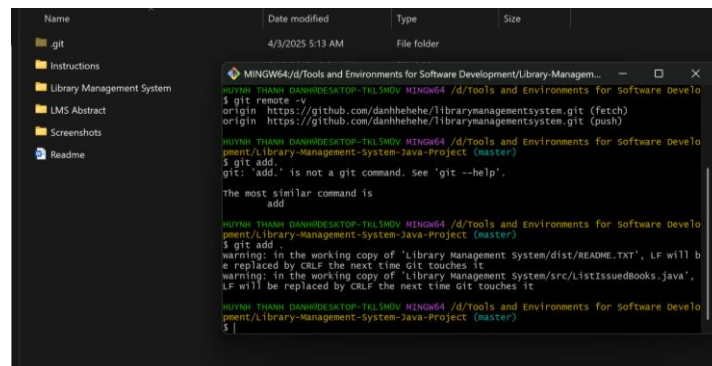 Name Date modified Type Size
.git 4/3/2025 5:13 AM File folder
Instructions
Library Management System
LMS Abstract
Screenshots
Readme
MINGW64:/d/Tools and Environments for Software Development/Library-Managem...
HUYNH THANH DANH@DESKTOP-TKL5M0V MINGW64 /d/Tools and Environments for Software Develo
$ git remote -v
origin https://github.com/danhhehehe/librarymanagementsystem.git (fetch)
origin https://github.com/danhhehehe/librarymanagementsystem.git (push)
HUYNH THANH DANH@DESKTOP-TKL5M0V MINGW64 /d/Tools and Environments for Software Develo
pment/Library-Management-System-Java-Project (master)
$ git add.
git: 'add.' is not a git command. See 'git --help'.
The most similar command is
add
HUYNH THANH DANH@DESKTOP-TKL5M0V MINGW64 /d/Tools and Environments for Software Develo
pment/Library-Management-System-Java-Project (master)
$ git add .
warning: in the working copy of 'Library Management System/dist/README.TXT', LF will b
e replaced by CRLF the next time Git touches it
warning: in the working copy of 'Library Management System/src/ListIssuedBooks.java',
LF will be replaced by CRLF the next time Git touches it
HUYNH THANH DANH@DESKTOP-TKL5M0V MINGW64 /d/Tools and Environments for Software Develo
pment/Library-Management-System-Java-Project (master)
$